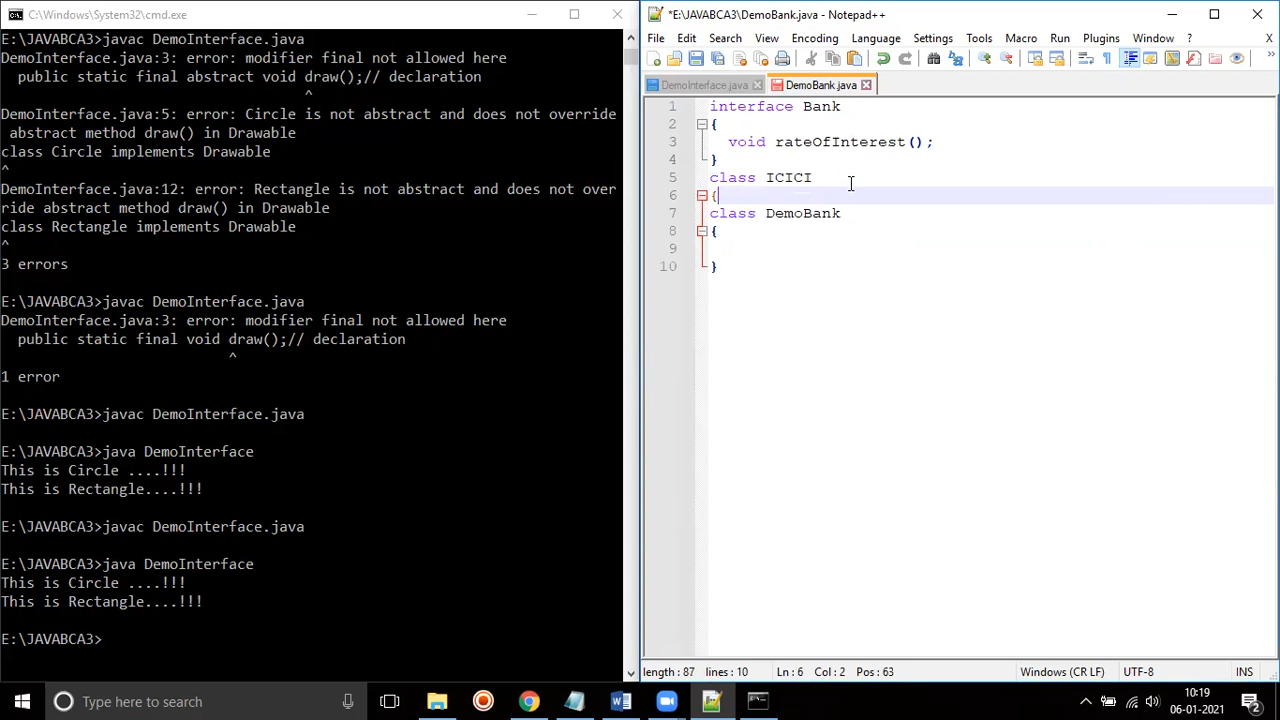 C:\Windows\System32\cmd.exe
E:\JAVABCA3>javac DemoInterface.java
DemoInterface.java:3: error: modifier final not allowed here
public static final abstract void draw();// declaration
^
DemoInterface.java:5: error: Circle is not abstract and does not override
abstract method draw() in Drawable
class Circle implements Drawable
^
DemoInterface.java:12: error: Rectangle is not abstract and does not over
ride abstract method draw() in Drawable
class Rectangle implements Drawable
^
3 errors
E:\JAVABCA3>javac DemoInterface.java
DemoInterface.java:3: error: modifier final not allowed here
public static final void draw();// declaration
^
1 error
E:\JAVABCA3>javac DemoInterface.java
E:\JAVABCA3>java DemoInterface
This is Circle ....!!!
This is Rectangle....!!!
E:\JAVABCA3>javac DemoInterface.java
E:\JAVABCA3>java DemoInterface
This is Circle ....!!!
This is Rectangle....!!!
E:\JAVABCA3>
*E:\JAVABCA3\DemoBank.java - Notepad++
File Edit Search View Encoding Language Settings Tools Macro Run Plugins Window ? X
DemoInterface.java DemoBank.java
1 interface Bank
2 {
3 void rateOfInterest();
4 }
5 class ICICI
6 {
7 class DemoBank
8 {
9
10 }
length : 87 lines : 10 Ln : 6 Col : 2 Pos : 63 Windows (CR LF) UTF-8 INS
Type here to search
10:19
06-01-2021
2